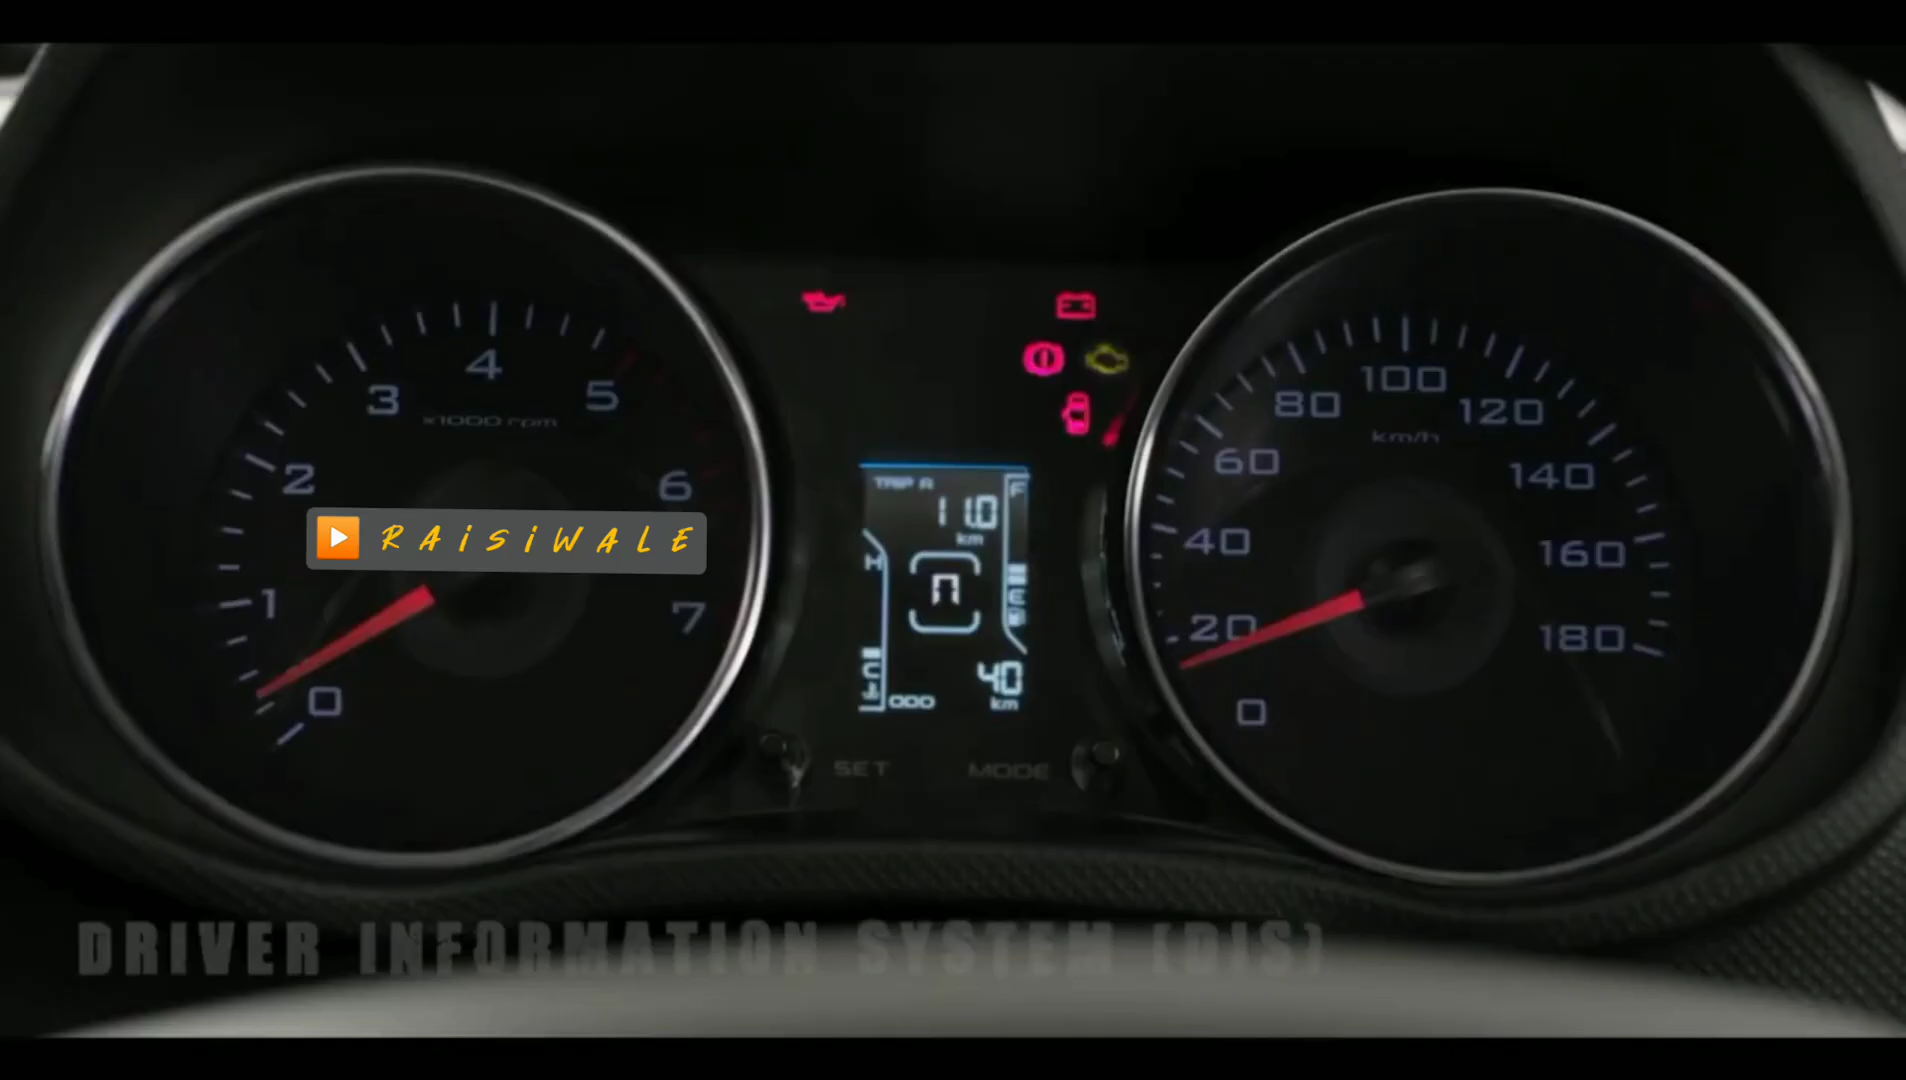 4
3
5
x1000 rpm
2
6
▶ RAiSiWALE
1
7
0
TRIP A
F
11.0
km
H
n
E
C
40
ODO
km
SET
MODE
100
80
120
km/h
60
140
40
160
20
180
0
DRIVER INFORMATION SYSTEM (DIS)